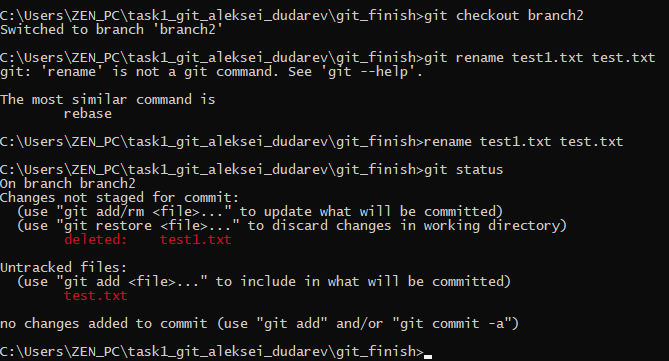 C:\Users\ZEN_PC\task1_git_aleksei_dudarev\git_finish>git checkout branch2
Switched to branch 'branch2'
C:\Users\ZEN_PC\task1_git_aleksei_dudarev\git_finish>git rename test1.txt test.txt
git: 'rename' is not a git command. See 'git --help'.
The most similar command is
rebase
C:\Users\ZEN_PC\task1_git_aleksei_dudarev\git_finish>rename test1.txt test.txt
C:\Users\ZEN_PC\task1_git_aleksei_dudarev\git_finish>git status
On branch branch2
Changes not staged for commit:
(use "git add/rm <file>..." to update what will be committed)
(use "git restore <file>..." to discard changes in working directory)
deleted:    test1.txt
Untracked files:
(use "git add <file>..." to include in what will be committed)
test.txt
no changes added to commit (use "git add" and/or "git commit -a")
C:\Users\ZEN_PC\task1_git_aleksei_dudarev\git_finish>